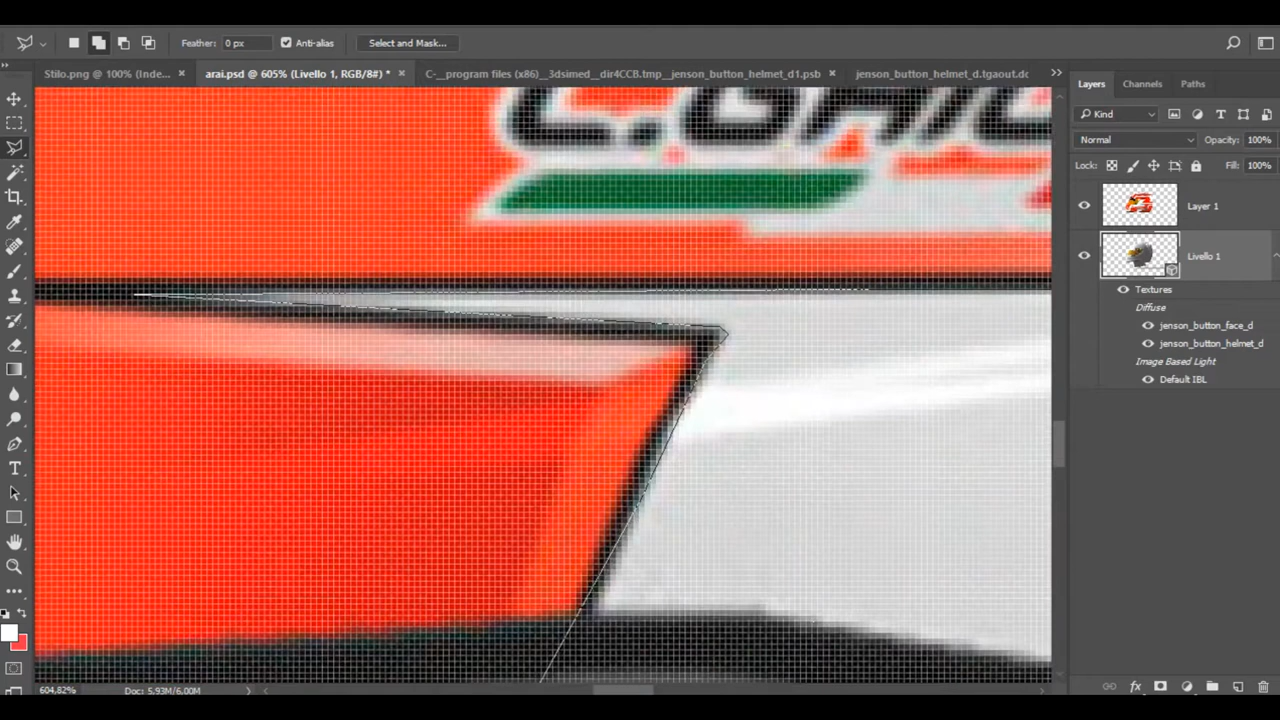 Feather: 0 px Anti-alias Select and Mask...
Stilo.png @ 100% (Inde... × arai.psd @ 605% (Livello 1, RGB/8#) * × C-__program files (x86)__3dsimed__dir4CCB.tmp__jenson_button_helmet_d1.psb × jenson_button_helmet_d.tgaout.dc
Layers Channels Paths
Kind
Normal Opacity: 100%
Lock: Fill: 100%
Layer 1
Livello 1
Textures
Diffuse
jenson_button_face_d
jenson_button_helmet_d
Image Based Light
Default IBL
604,82% Doc: 5,93M/6,00M